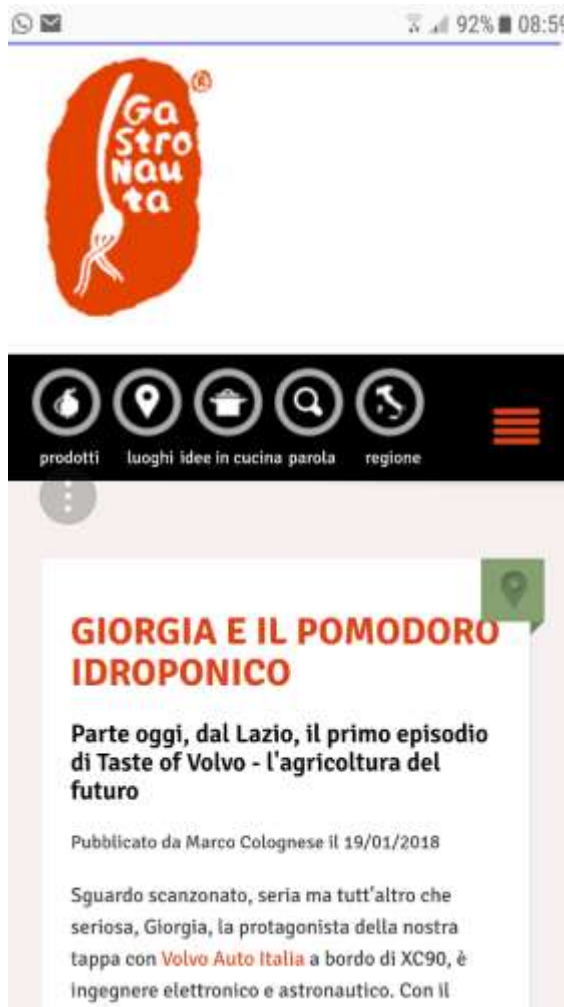 92% 08:59
Ga
Stro
Nau
ta
prodotti luoghi idee in cucina parola regione
GIORGIA E IL POMODORO
IDROPONICO
Parte oggi, dal Lazio, il primo episodio
di Taste of Volvo - l'agricoltura del
futuro
Pubblicato da Marco Colognese il 19/01/2018
Sguardo scanzonato, seria ma tutt'altro che
seriosa, Giorgia, la protagonista della nostra
tappa con Volvo Auto Italia a bordo di XC90, è
ingegnere elettronico e astronautico. Con il